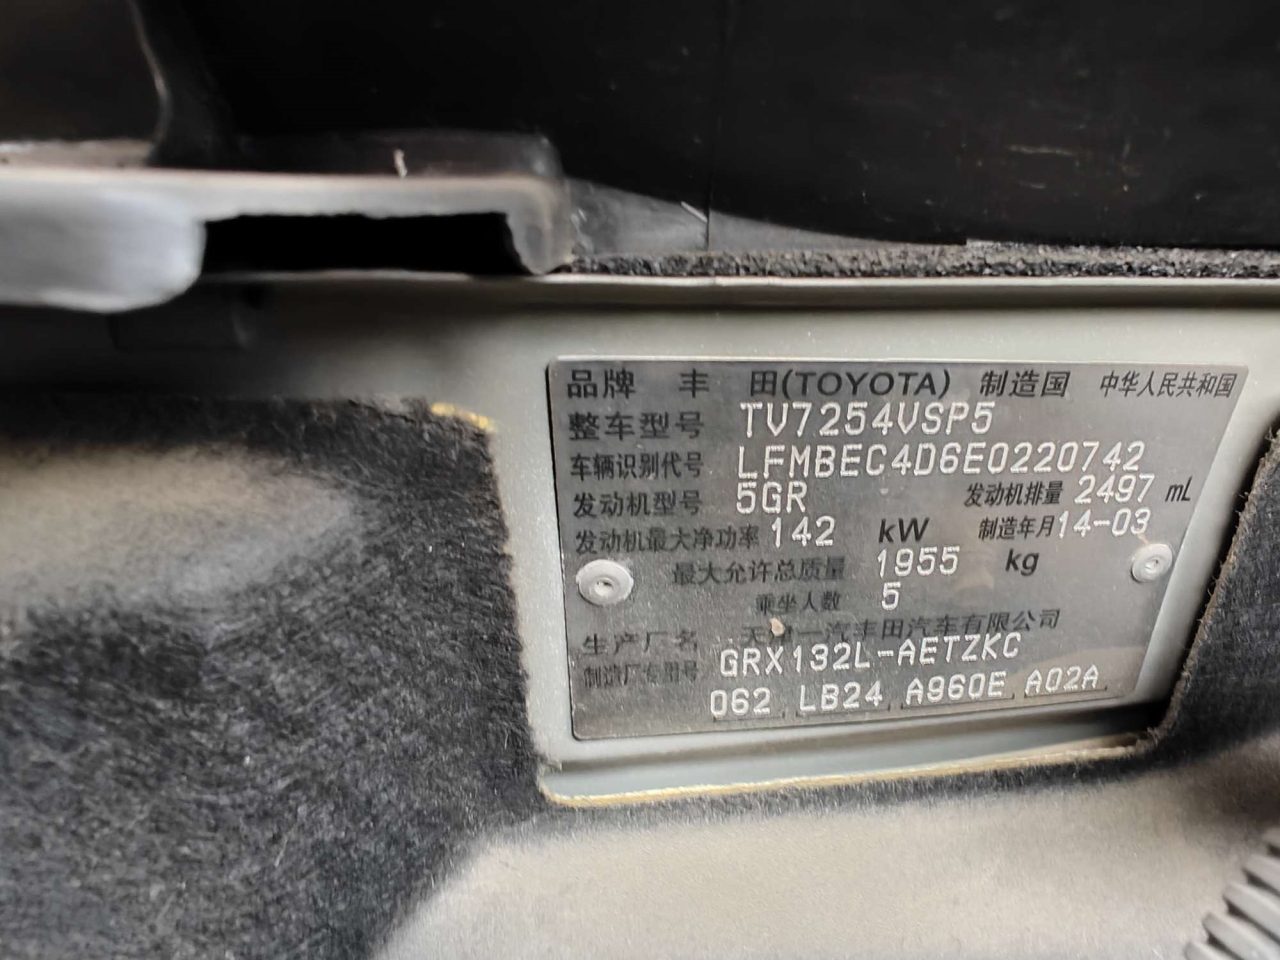 品牌 丰 田(TOYOTA) 制造国 中华人民共和国
整车型号 TV7254VSP5
车辆识别代号 LFMBEC4D6E0220742
发动机型号 5GR 发动机排量 2497 mL
发动机最大净功率 142 kW 制造年月 14-03
最大允许总质量 1955 kg
乘坐人数 5
生产厂名 天津一汽丰田汽车有限公司
制造厂专用号 GRX132L-AETZKC
062 LB24 A960E A02A